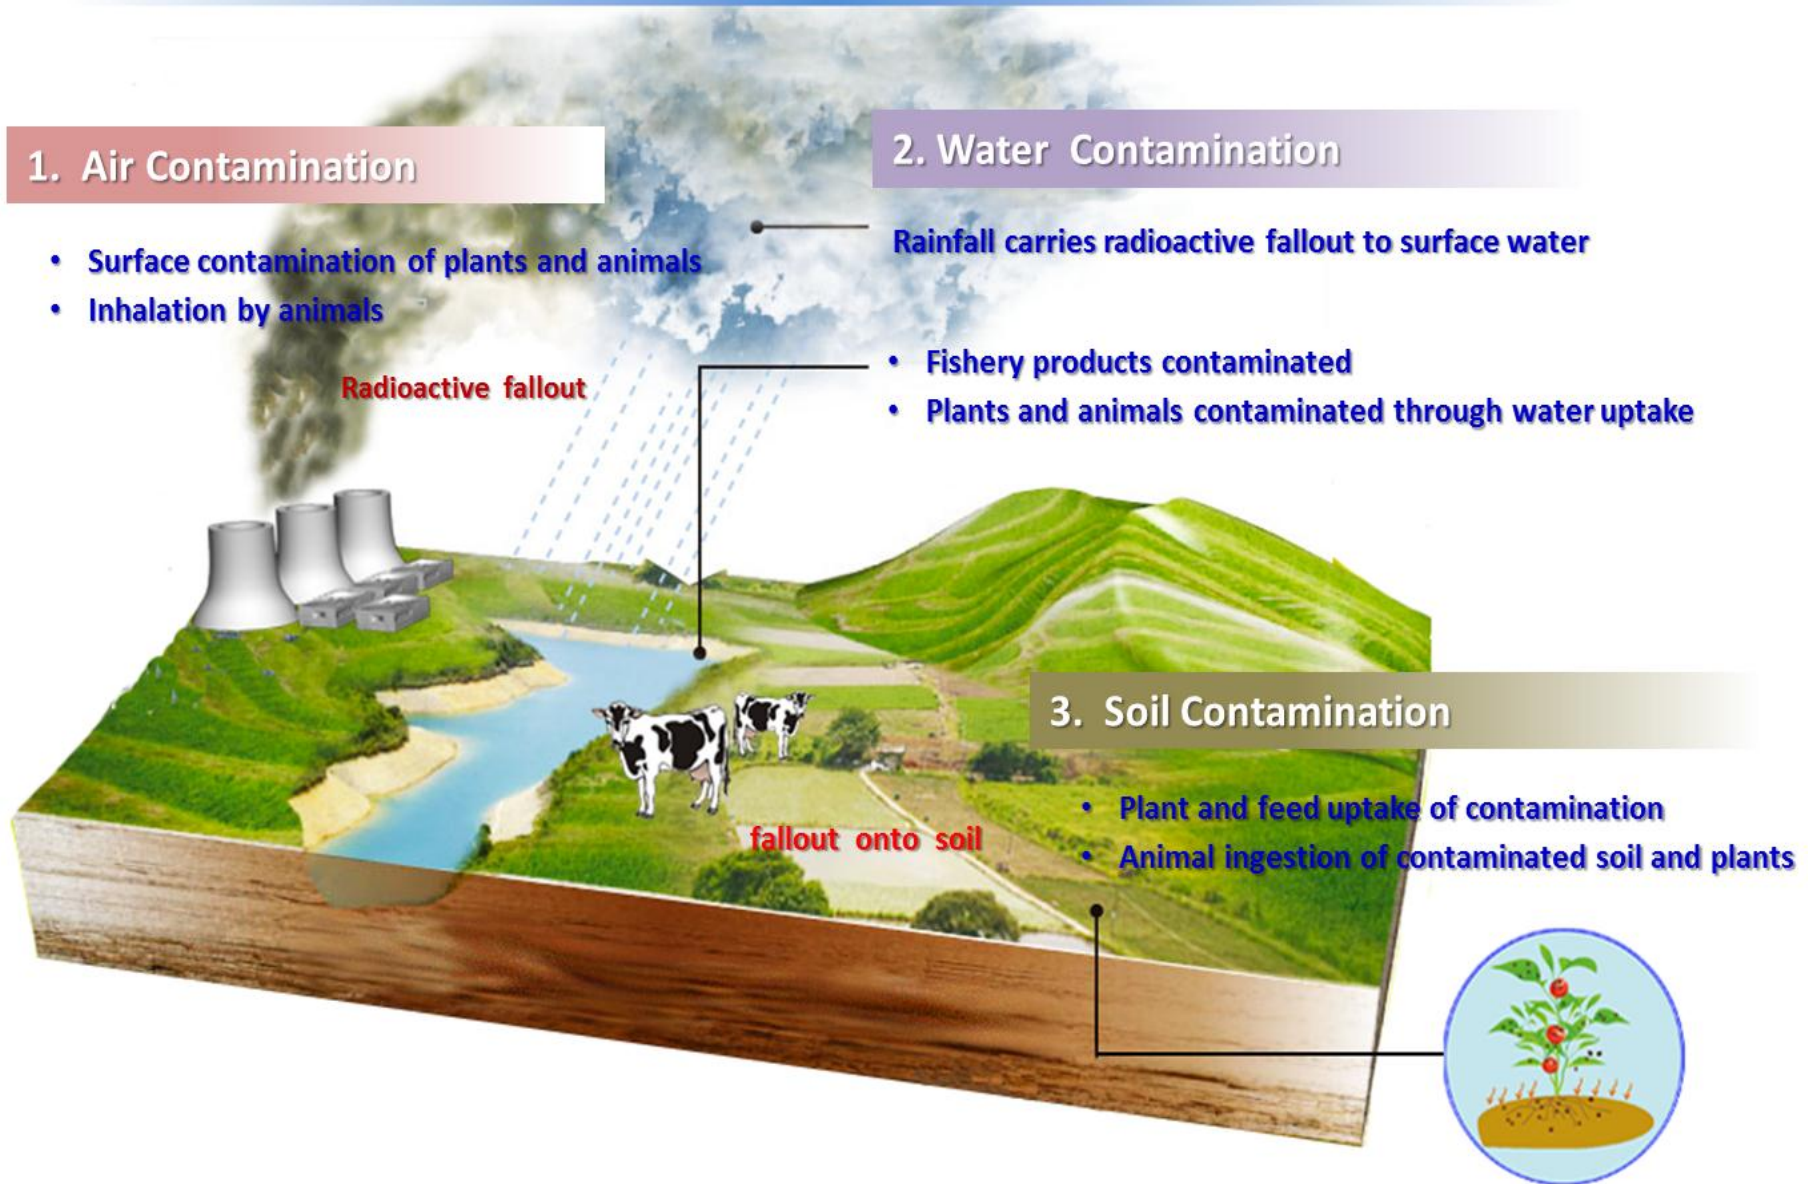 1. Air Contamination
• Surface contamination of plants and animals
• Inhalation by animals
Radioactive fallout
2. Water Contamination
Rainfall carries radioactive fallout to surface water
• Fishery products contaminated
• Plants and animals contaminated through water uptake
3. Soil Contamination
• Plant and feed uptake of contamination
• Animal ingestion of contaminated soil and plants
fallout onto soil